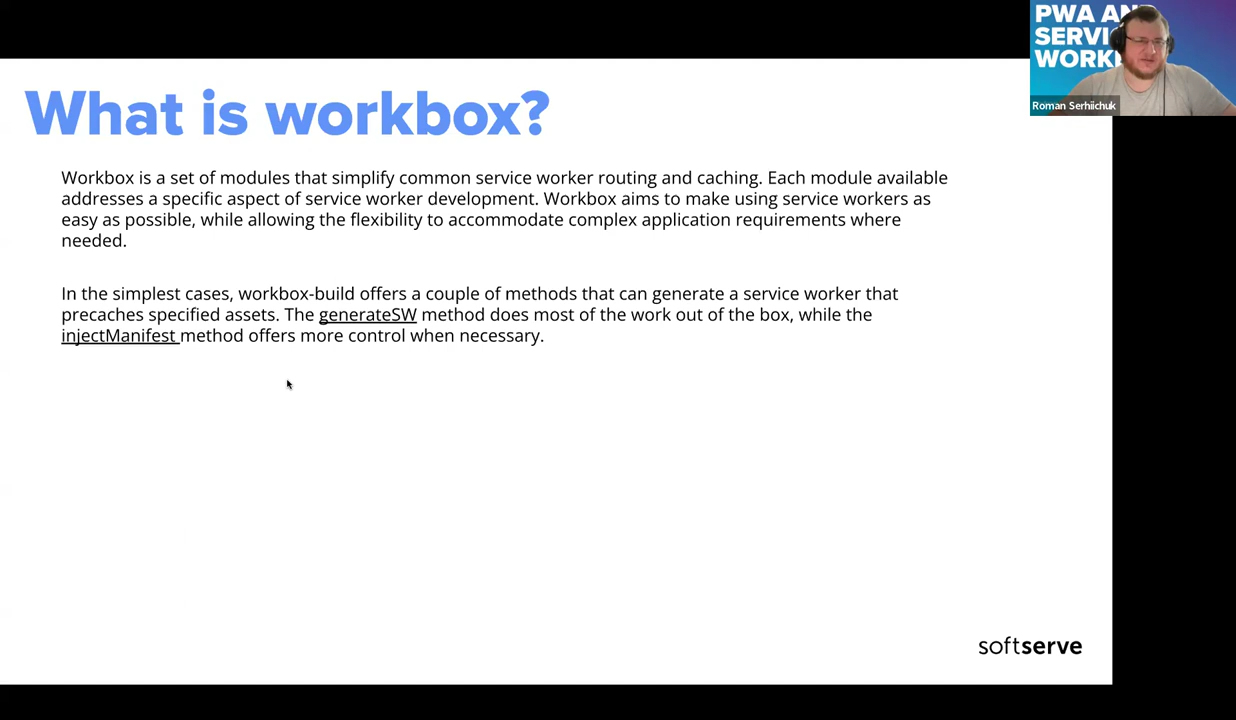 PWA AN
SERVI
WORK
Roman Serhiichuk
What is workbox?
Workbox is a set of modules that simplify common service worker routing and caching. Each module available
addresses a specific aspect of service worker development. Workbox aims to make using service workers as
easy as possible, while allowing the flexibility to accommodate complex application requirements where
needed.
In the simplest cases, workbox-build offers a couple of methods that can generate a service worker that
precaches specified assets. The generateSW method does most of the work out of the box, while the
injectManifest method offers more control when necessary.
softserve